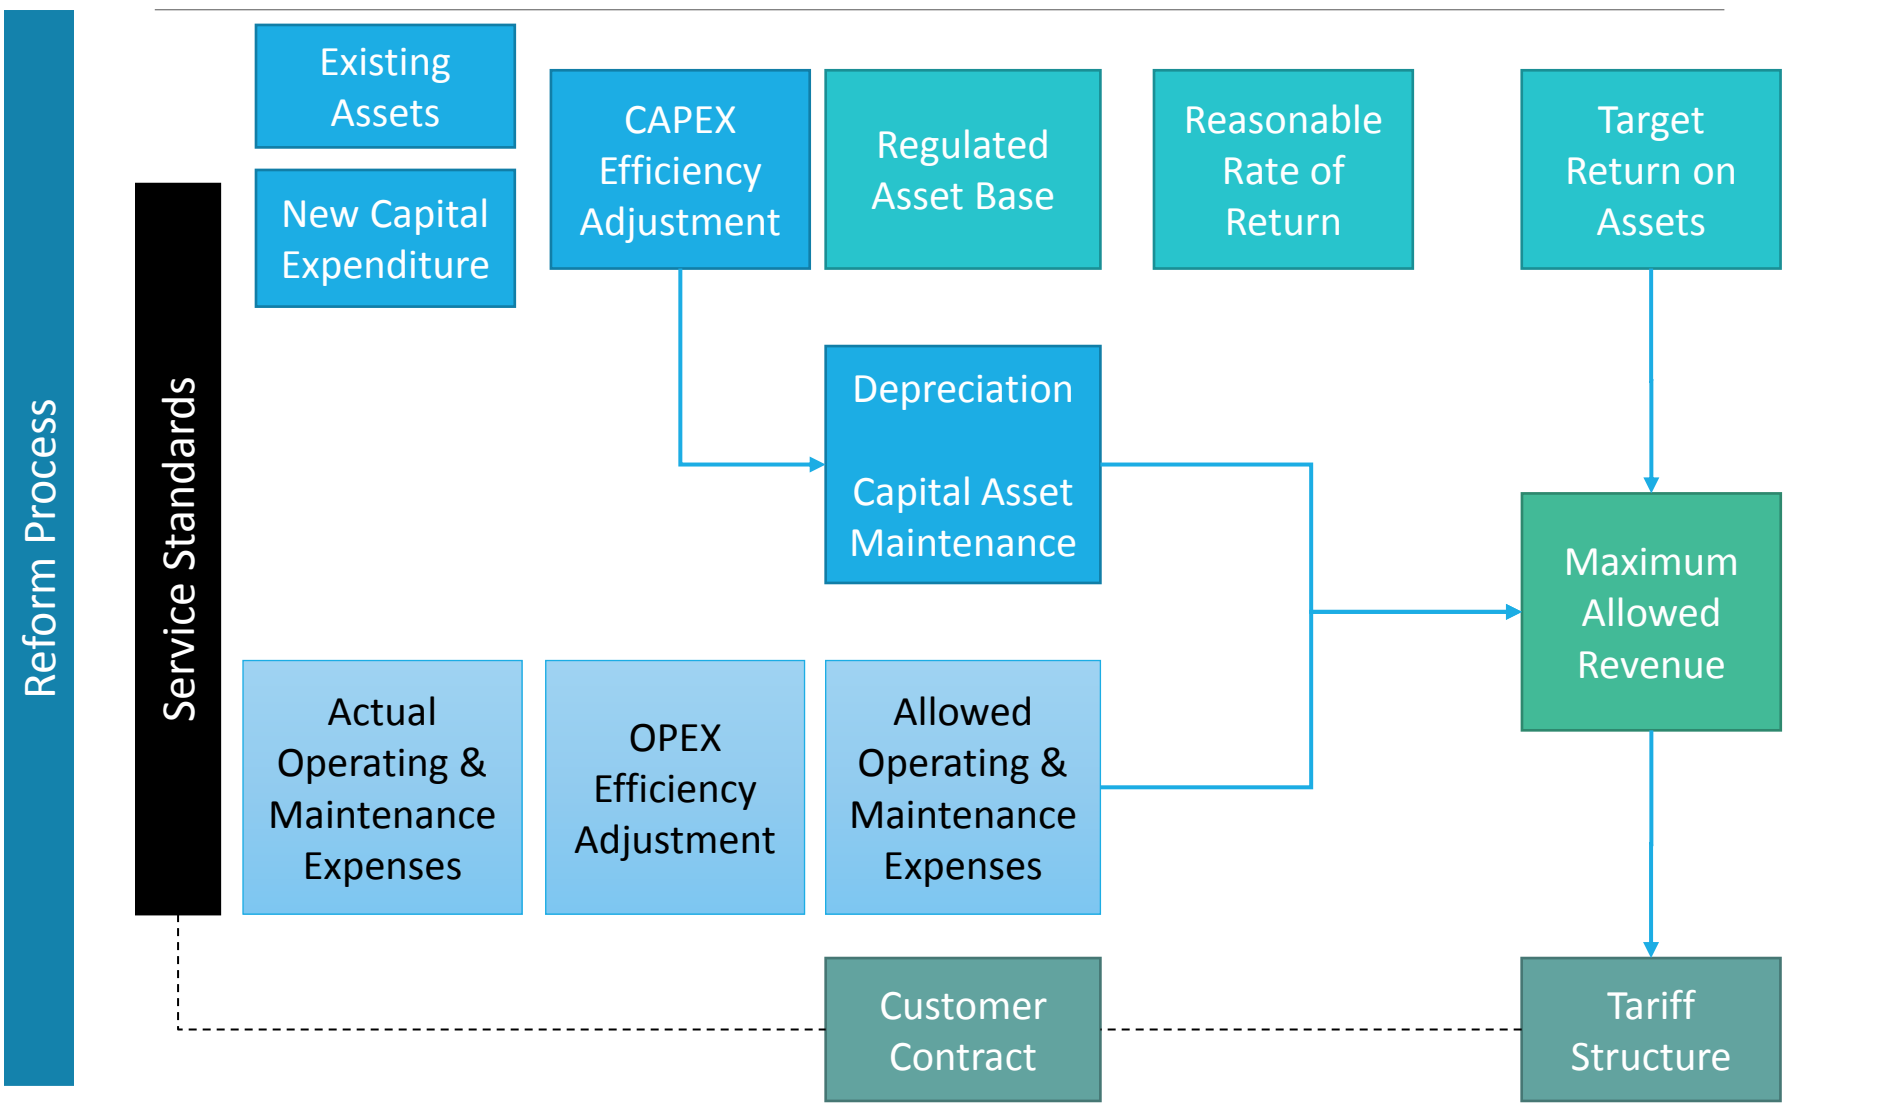 Reform Process
Service Standards
Existing
Assets
New Capital
Expenditure
CAPEX
Efficiency
Adjustment
Regulated
Asset Base
Reasonable
Rate of
Return
Target
Return on
Assets
Depreciation
Capital Asset
Maintenance
Maximum
Allowed
Revenue
Actual
Operating &
Maintenance
Expenses
OPEX
Efficiency
Adjustment
Allowed
Operating &
Maintenance
Expenses
Customer
Contract
Tariff
Structure